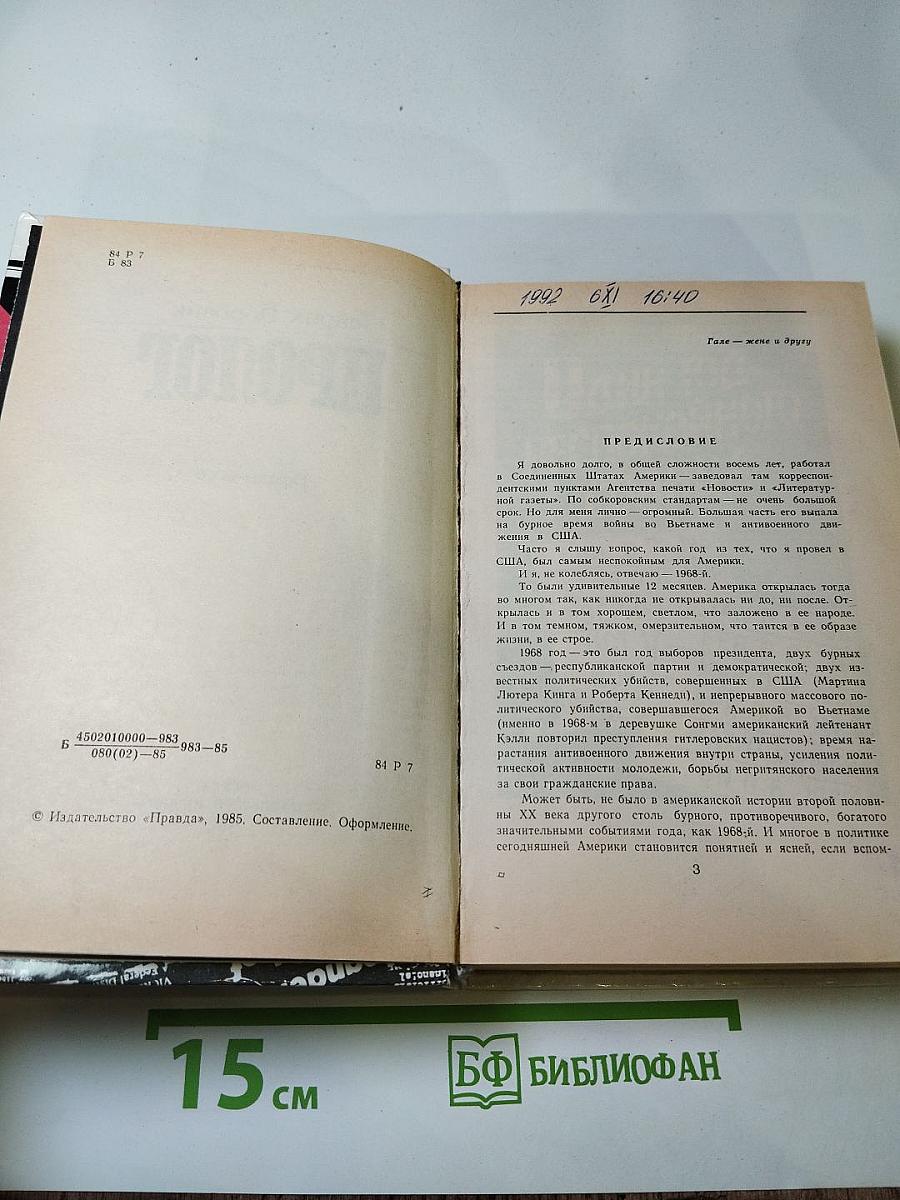 84 Р 7
Б 83
4502010000—983
Б ——— 983—85
080(02)—85
84 Р 7
© Издательство «Правда», 1985. Составление. Оформление.
1992 6 XI 16:40
Гале — жене и другу
ПРЕДИСЛОВИЕ
Я довольно долго, в общей сложности восемь лет, работал
в Соединенных Штатах Америки — заведовал там корреспон-
дентскими пунктами Агентства печати «Новости» и «Литератур-
ной газеты». По собкоровским стандартам — не очень большой
срок. Но для меня лично — огромный. Большая часть его выпала
на бурное время войны во Вьетнаме и антивоенного дви-
жения в США.
Часто я слышу вопрос, какой год из тех, что я провел в
США, был самым неспокойным для Америки.
И я, не колеблясь, отвечаю — 1968-й.
То были удивительные 12 месяцев. Америка открылась тогда
во многом так, как никогда не открывалась ни до, ни после. От-
крылась и в том хорошем, светлом, что заложено в ее народе.
И в том темном, тяжком, омерзительном, что таится в ее образе
жизни, в ее строе.
1968 год — это был год выборов президента, двух бурных
съездов — республиканской партии и демократической; двух из-
вестных политических убийств, совершенных в США (Мартина
Лютера Кинга и Роберта Кеннеди), и непрерывного массового по-
литического убийства, совершавшегося Америкой во Вьетнаме
(именно в 1968-м в деревушке Сонгми американский лейтенант
Кэлли повторил преступления гитлеровских нацистов); время на-
растания антивоенного движения внутри страны, усиления поли-
тической активности молодежи, борьбы негритянского населения
за свои гражданские права.
Может быть, не было в американской истории второй полови-
ны XX века другого столь бурного, противоречивого, богатого
значительными событиями года, как 1968-й. И многое в политике
сегодняшней Америки становится понятней и ясней, если вспом-
3
15 см
БФ БИБЛИОФАН